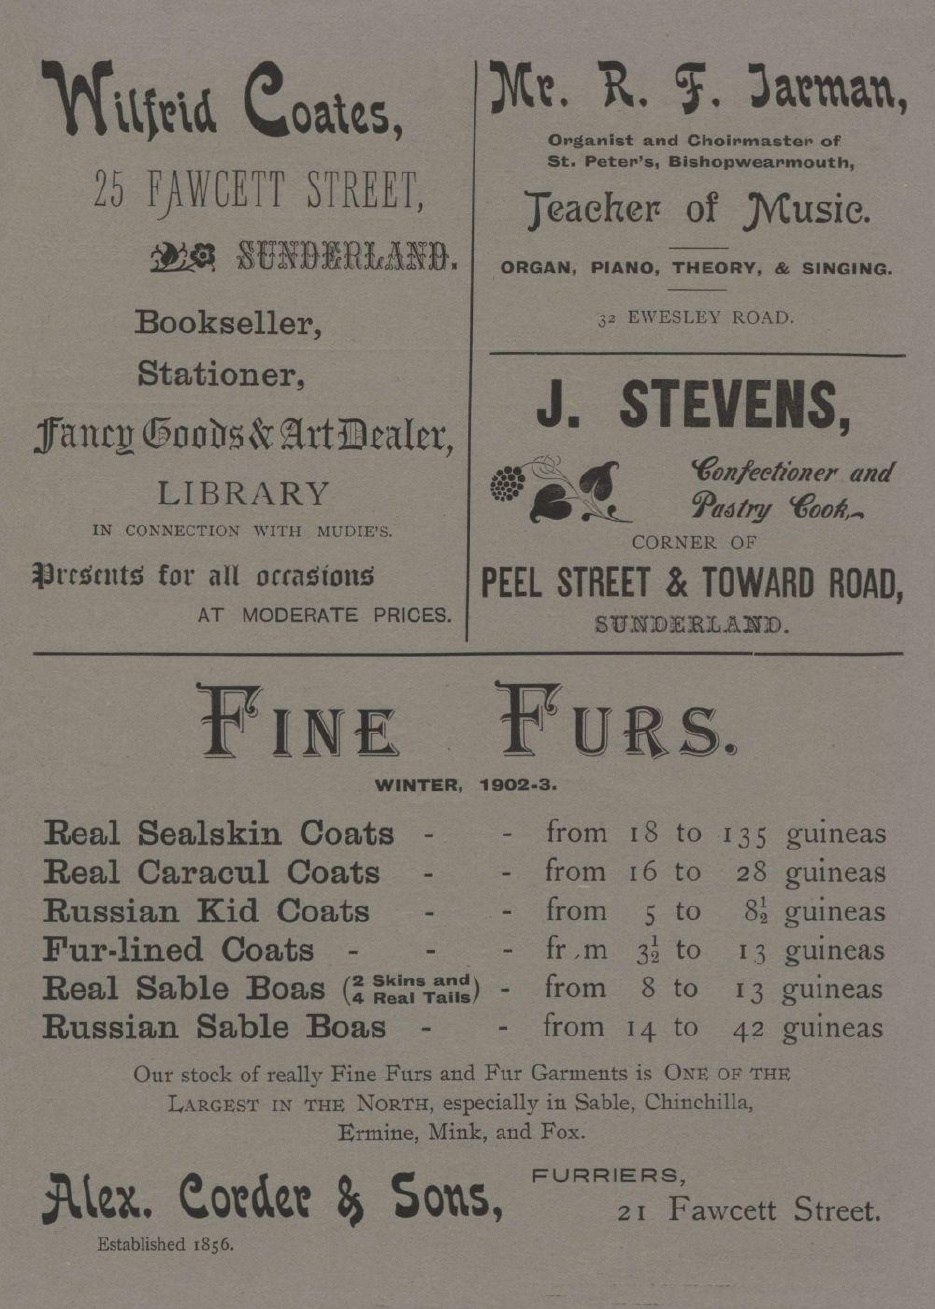 Wilfrid Coates,
25 FAWCETT STREET,
SUNDERLAND.
Bookseller,
Stationer,
Fancy Goods & Art Dealer,
LIBRARY
IN CONNECTION WITH MUDIE'S.
Presents for all occasions
AT MODERATE PRICES.
Mr. R. F. Jarman,
Organist and Choirmaster of
St. Peter's, Bishopwearmouth,
Teacher of Music.
ORGAN, PIANO, THEORY, & SINGING.
32 EWESLEY ROAD.
J. STEVENS,
Confectioner and
Pastry Cook,
CORNER OF
PEEL STREET & TOWARD ROAD,
SUNDERLAND.
FINE FURS.
WINTER, 1902-3.
Real Sealskin Coats - - from 18 to 135 guineas
Real Caracul Coats - - from 16 to 28 guineas
Russian Kid Coats - - from 5 to 8½ guineas
Fur-lined Coats - - - fr.m 3½ to 13 guineas
Real Sable Boas (2 Skins and 4 Real Tails) - from 8 to 13 guineas
Russian Sable Boas - - from 14 to 42 guineas
Our stock of really Fine Furs and Fur Garments is ONE OF THE
LARGEST IN THE NORTH, especially in Sable, Chinchilla,
Ermine, Mink, and Fox.
Alex. Corder & Sons,
FURRIERS,
21 Fawcett Street.
Established 1856.